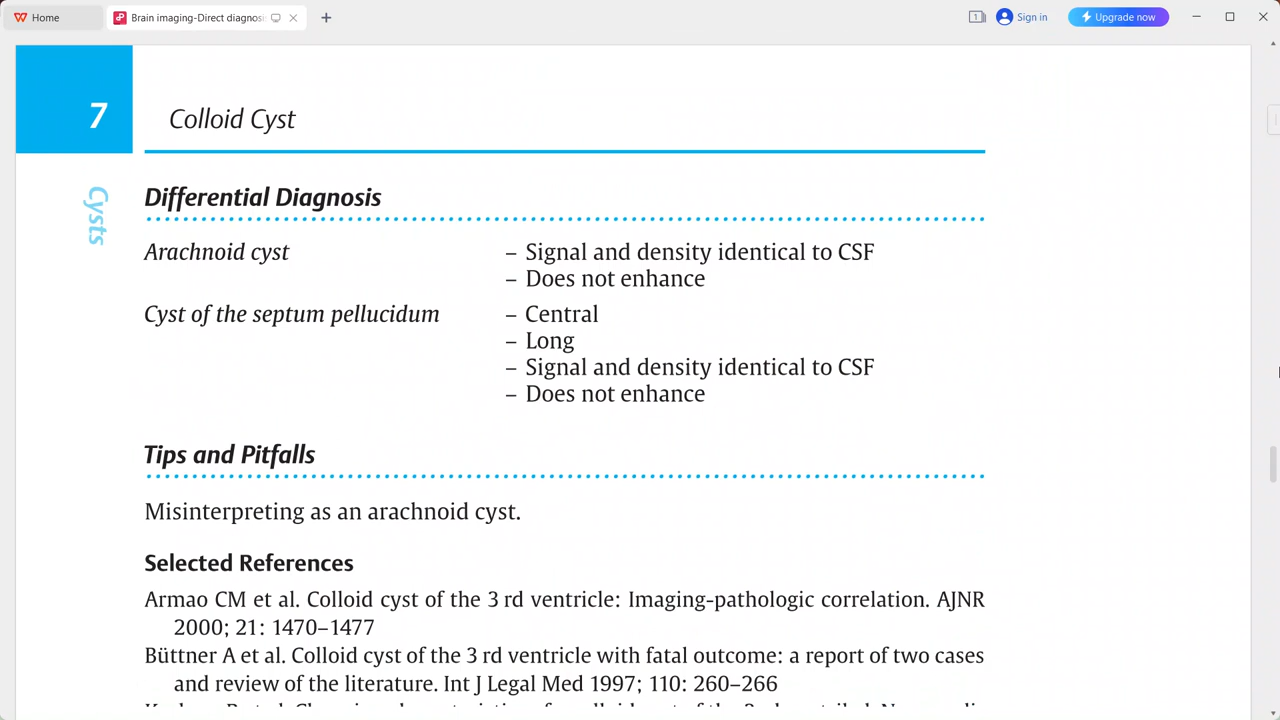 Home
Brain imaging-Direct diagnosi
1
Sign in
Upgrade now
7
Colloid Cyst
Cysts
Differential Diagnosis
Arachnoid cyst – Signal and density identical to CSF
– Does not enhance
Cyst of the septum pellucidum – Central
– Long
– Signal and density identical to CSF
– Does not enhance
Tips and Pitfalls
Misinterpreting as an arachnoid cyst.
Selected References
Armao CM et al. Colloid cyst of the 3 rd ventricle: Imaging-pathologic correlation. AJNR
2000; 21: 1470–1477
Büttner A et al. Colloid cyst of the 3 rd ventricle with fatal outcome: a report of two cases
and review of the literature. Int J Legal Med 1997; 110: 260–266